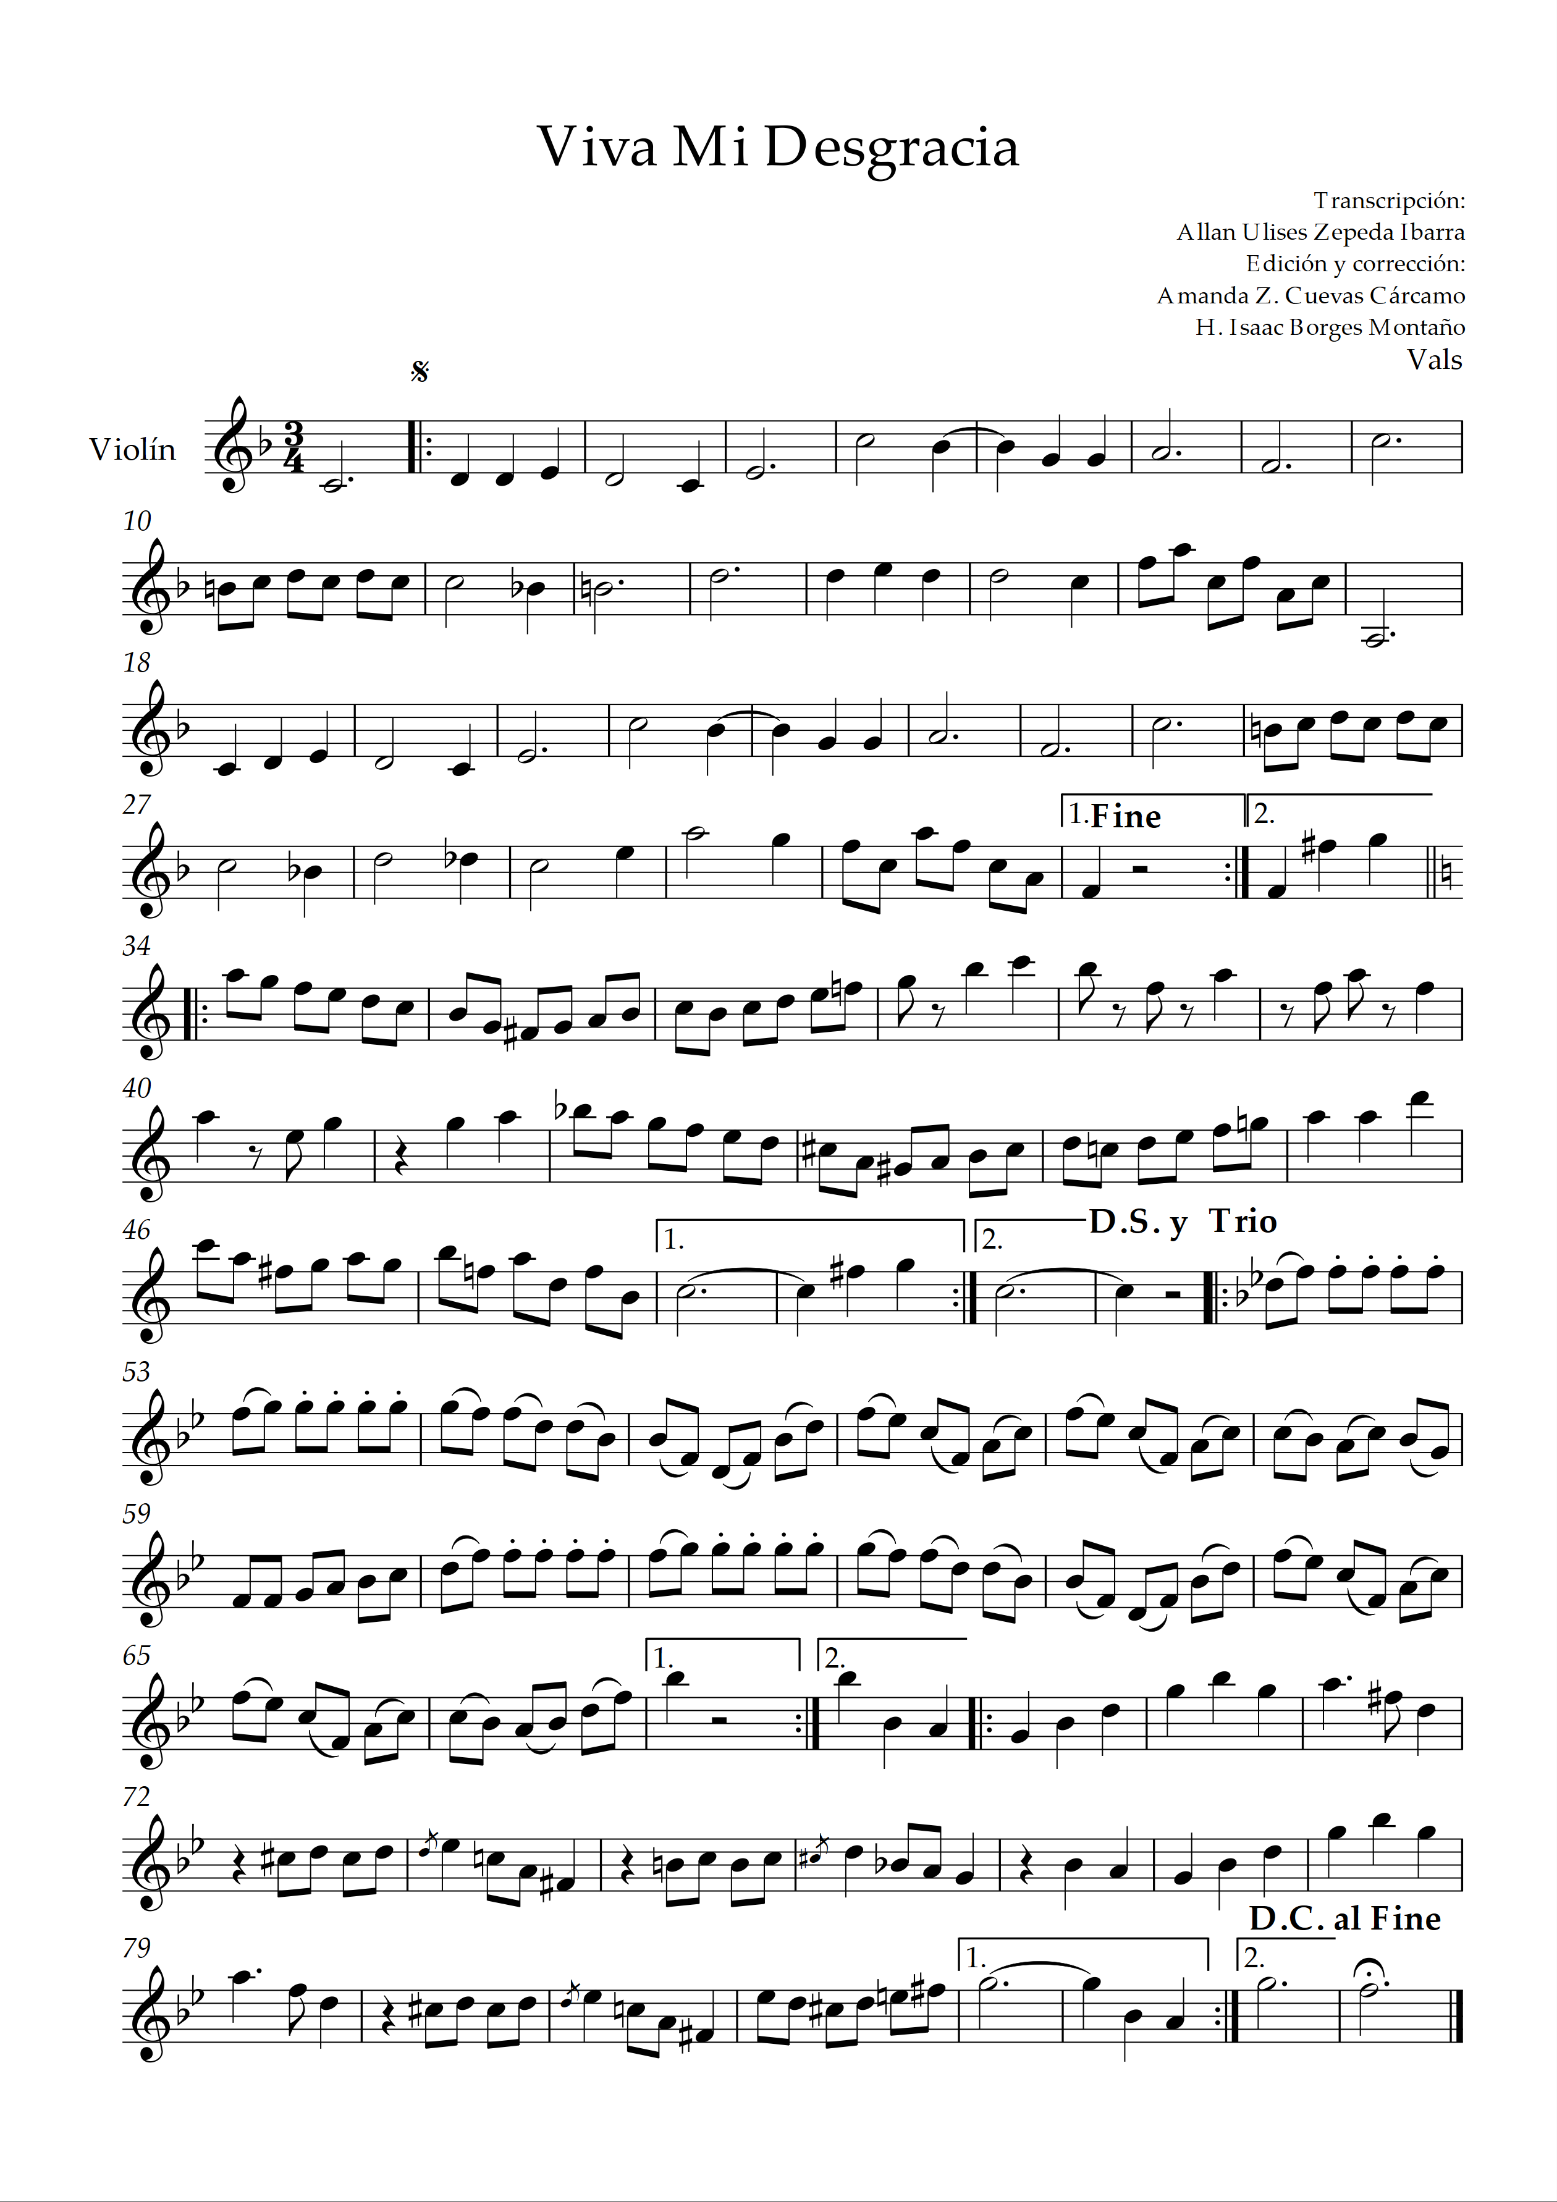 Viva Mi Desgracia
Transcripción:
Allan Ulises Zepeda Ibarra
Edición y corrección:
Amanda Z. Cuevas Cárcamo
H. Isaac Borges Montaño
Vals
Violín
3
4
10
18
27
1. Fine
2.
34
40
46
1.
2.
D.S. y Trio
53
59
65
1.
2.
72
D.C. al Fine
79
1.
2.